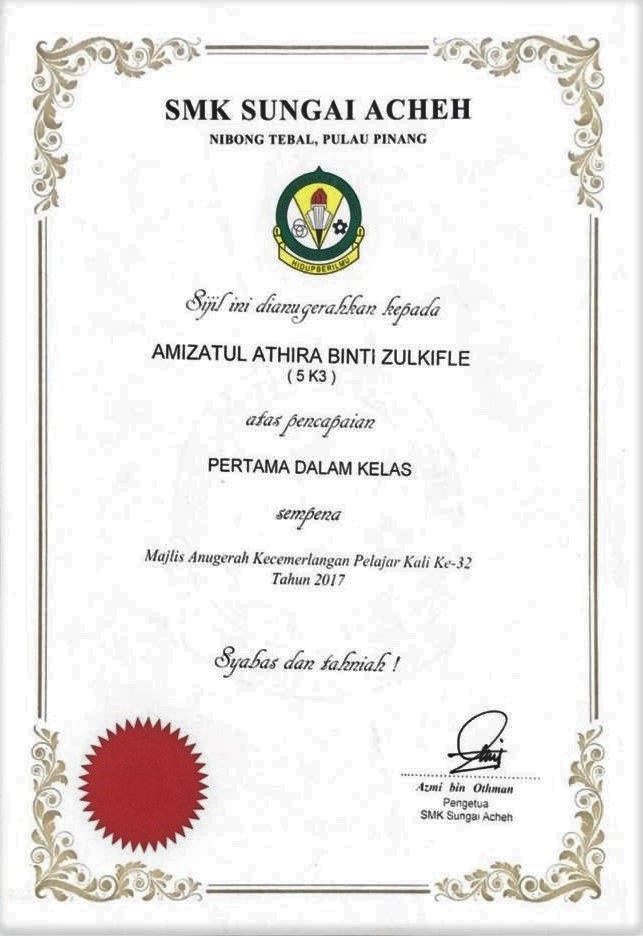 SMK SUNGAI ACHEH
NIBONG TEBAL, PULAU PINANG
HIDUP BERILMU
Sijil ini dianugerahkan kepada
AMIZATUL ATHIRA BINTI ZULKIFLE
( 5 K3 )
atas pencapaian
PERTAMA DALAM KELAS
sempena
Majlis Anugerah Kecemerlangan Pelajar Kali Ke-32
Tahun 2017
Syabas dan tahniah !
Azmi bin Othman
Pengetua
SMK Sungai Acheh